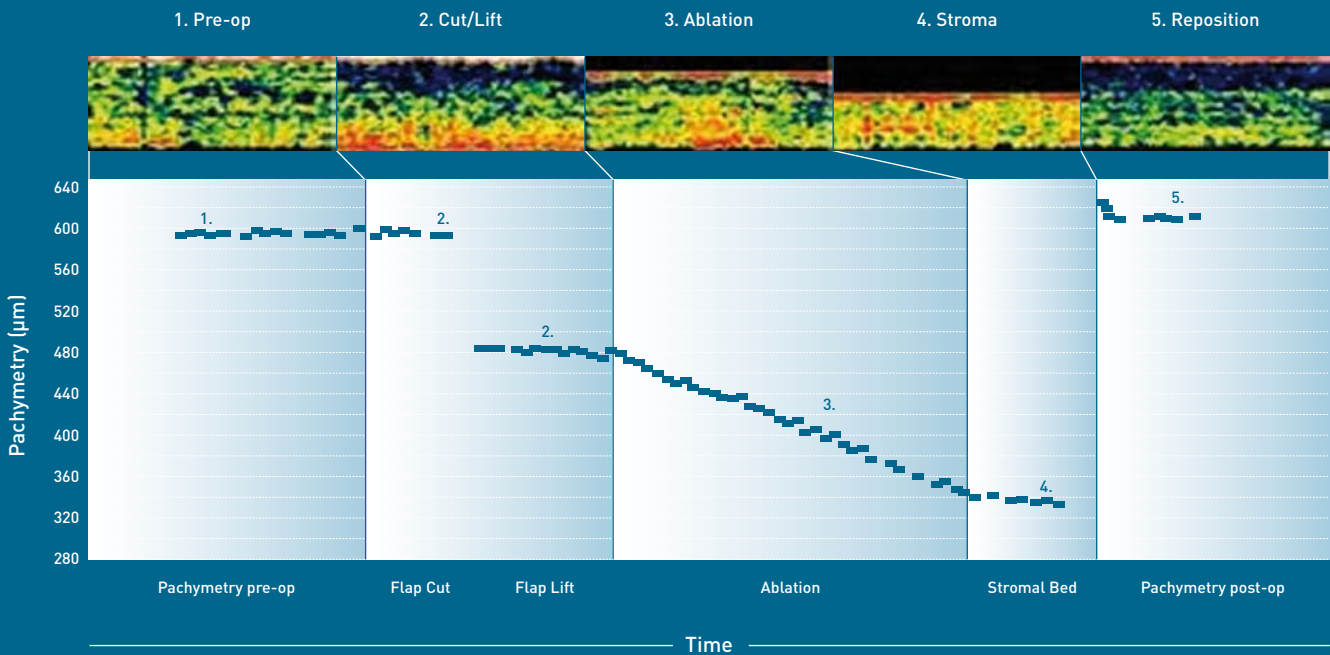 1. Pre-op
2. Cut/Lift
3. Ablation
4. Stroma
5. Reposition
Pachymetry (µm)
640
600
560
520
480
440
400
360
320
280
1.
2.
2.
3.
4.
5.
Pachymetry pre-op
Flap Cut
Flap Lift
Ablation
Stromal Bed
Pachymetry post-op
Time